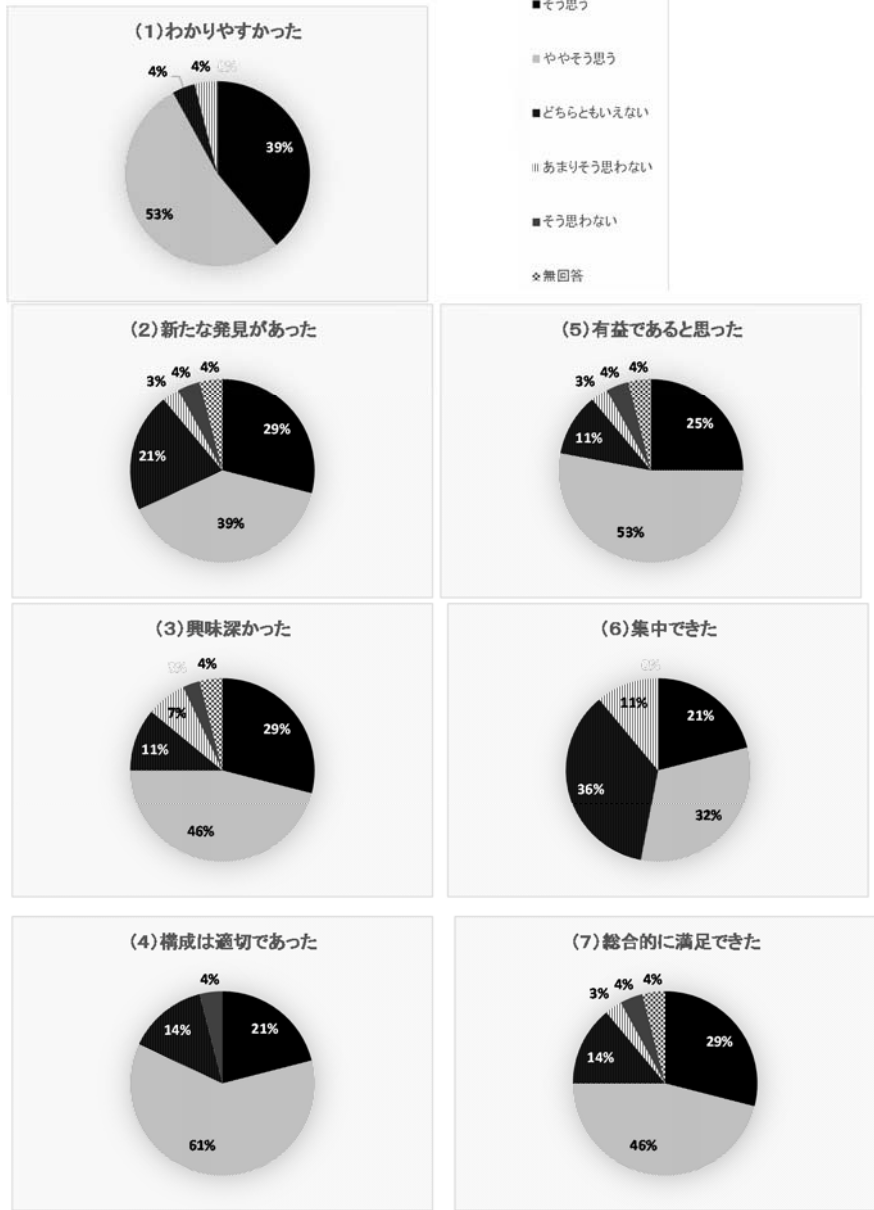 (1)わかりやすかった
4%
4%
0%
39%
53%
■そう思う
■ややそう思う
■どちらともいえない
あまりそう思わない
■そう思わない
無回答
(2)新たな発見があった
3%
4%
4%
29%
21%
39%
(5)有益であると思った
3%
4%
4%
25%
11%
53%
(3)興味深かった
4%
7%
29%
11%
46%
(6)集中できた
0%
11%
21%
36%
32%
(4)構成は適切であった
4%
14%
21%
61%
(7)総合的に満足できた
3%
4%
4%
29%
14%
46%